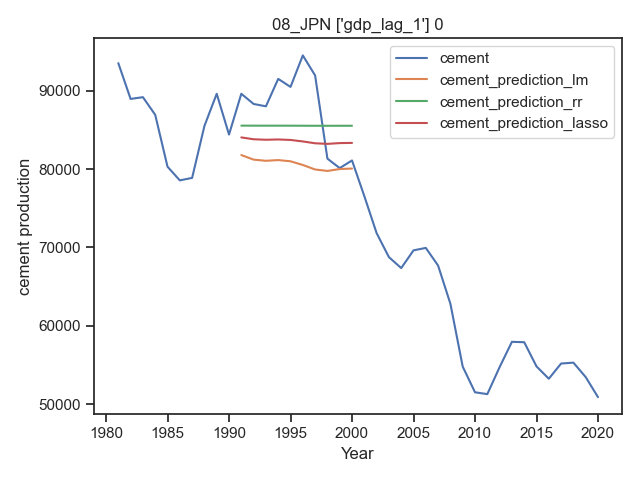 08_JPN ['gdp_lag_1'] 0
cement
cement_prediction_lm
cement_prediction_rr
cement_prediction_lasso
cement production
90000
80000
70000
60000
50000
1980 1985 1990 1995 2000 2005 2010 2015 2020
Year